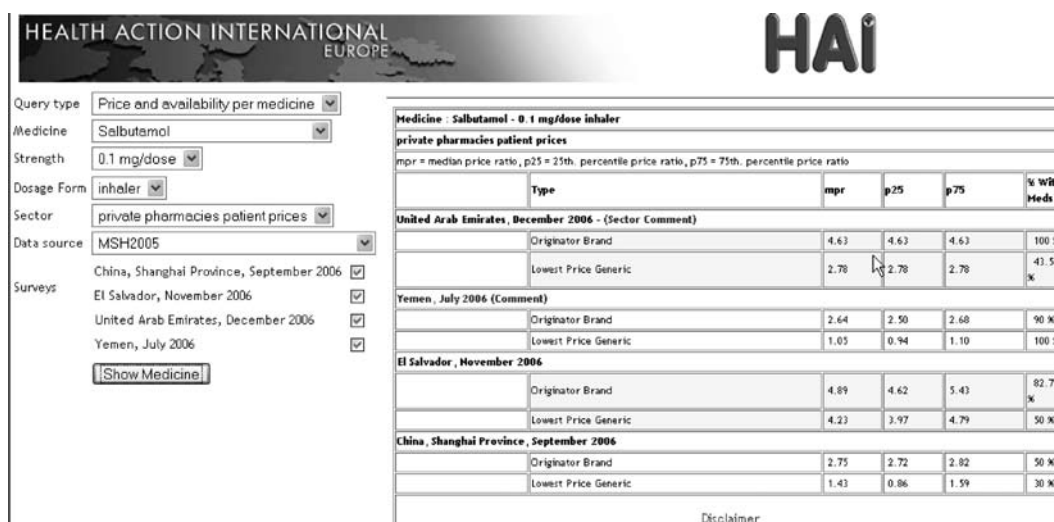 HEALTH ACTION INTERNATIONAL
EUROPE
HAi
Query type Price and availability per medicine
Medicine Salbutamol
Strength 0.1 mg/dose
Dosage Form inhaler
Sector private pharmacies patient prices
Data source MSH2005
Surveys
China, Shanghai Province, September 2006
El Salvador, November 2006
United Arab Emirates, December 2006
Yemen, July 2006
Show Medicine
Medicine : Salbutamol - 0.1 mg/dose inhaler
private pharmacies patient prices
mpr = median price ratio, p25 = 25th. percentile price ratio, p75 = 75th. percentile price ratio
Type mpr p25 p75 % Wit
Meds
United Arab Emirates, December 2006 - (Sector Comment)
Originator Brand 4.63 4.63 4.63 100
Lowest Price Generic 2.78 2.78 2.78 43.5
%
Yemen, July 2006 (Comment)
Originator Brand 2.64 2.50 2.68 90 %
Lowest Price Generic 1.05 0.94 1.10 100
El Salvador, November 2006
Originator Brand 4.89 4.62 5.43 82.7
%
Lowest Price Generic 4.23 3.97 4.79 50 %
China, Shanghai Province, September 2006
Originator Brand 2.75 2.72 2.82 50 %
Lowest Price Generic 1.43 0.86 1.59 30 %
Disclaimer